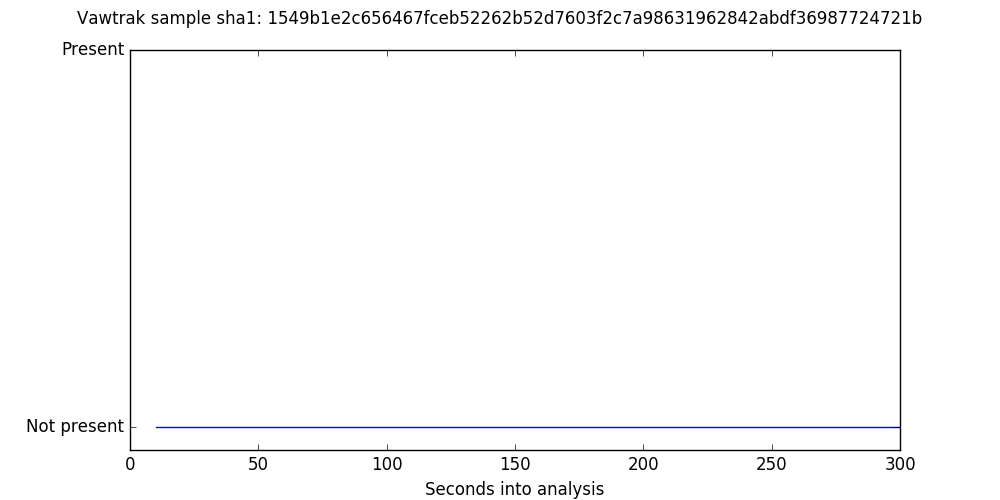 Vawtrak sample sha1: 1549b1e2c656467fceb52262b52d7603f2c7a98631962842abdf36987724721b
Present
Not present
0 50 100 150 200 250 300
Seconds into analysis